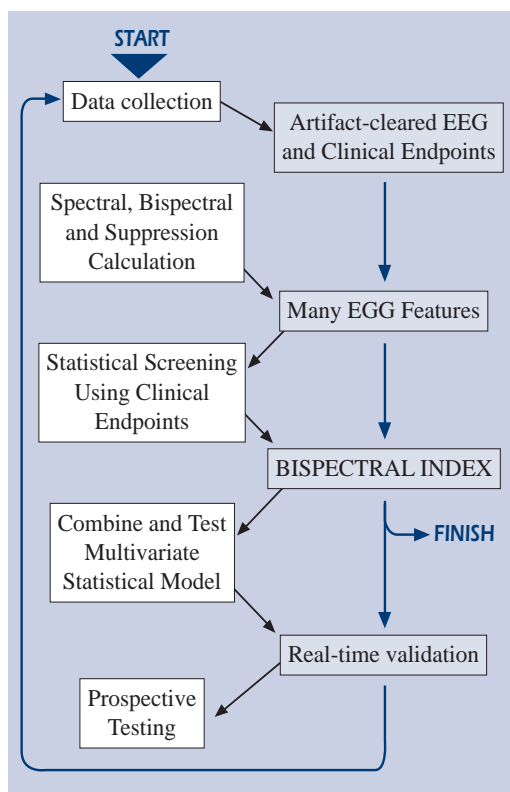 START
Data collection
Artifact-cleared EEG
and Clinical Endpoints
Spectral, Bispectral
and Suppression
Calculation
Many EGG Features
Statistical Screening
Using Clinical
Endpoints
BISPECTRAL INDEX
Combine and Test
Multivariate
Statistical Model
FINISH
Real-time validation
Prospective
Testing